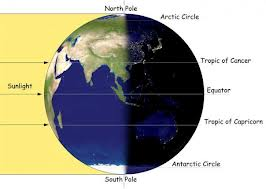 North Pole
Arctic Circle
Tropic of Cancer
Sunlight
Equator
Tropic of Capricorn
Antarctic Circle
South Pole